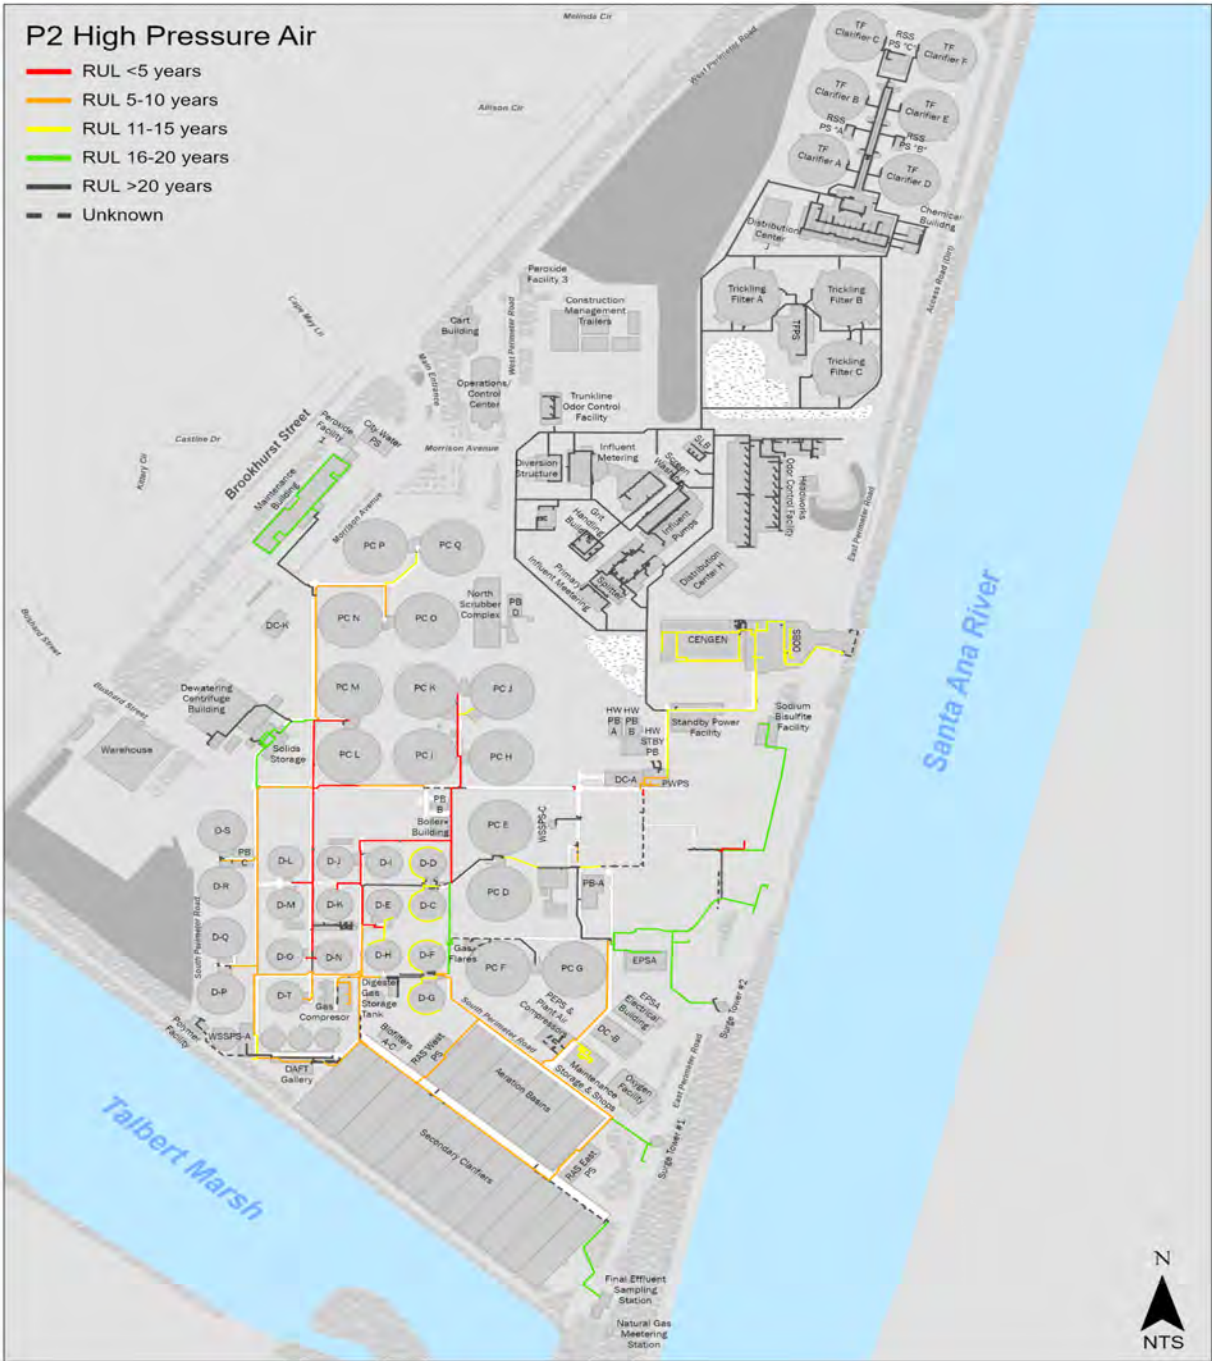 P2 High Pressure Air
RUL <5 years
RUL 5-10 years
RUL 11-15 years
RUL 16-20 years
RUL >20 years
Unknown
Melinda Cir
West Perimeter Road
Allison Cir
TF
Clarifier C
RSS
PS "C"
TF
Clarifier F
TF
Clarifier B
TF
Clarifier E
RSS
PS "A"
RSS
PS "B"
TF
Clarifier A
TF
Clarifier D
Distribution
Center
J
Chemical
Building
Access Road (Dirt)
Peroxide
Facility 3
Construction
Management
Trailers
Trickling
Filter A
Trickling
Filter B
TFPS
Trickling
Filter C
Cape May Ln
Cart
Building
West Perimeter Road
Main Entrance
Operations/
Control
Center
Trunkline
Odor Control
Facility
Castine Dr
Kittery Cir
Brookhurst Street
Peroxide
Facility
1
City Water
PS
Morrison Avenue
Maintenance
Building
Morrison Avenue
Diversion
Structure
Influent
Metering
SLB
Screen
Wash
Headworks
Odor Control Facility
Grit
Handling
Building
Influent
Pumps
Primary
Influent Meetering
Splitter
Distribution
Center H
East Perimeter Road
PC P
PC Q
North
Scrubber
Complex
PB
D
PC N
PC O
DC-K
CENGEN
OOBS
Santa Ana River
Bushard Street
Bushard Street
Dewatering
Centrifuge
Building
PC M
PC K
PC J
HW
PB
A
HW
PB
B
HW
STBY
PB
Standby Power
Facility
Sodium
Bisulfite
Facility
Warehouse
Solids
Storage
PC L
PC I
PC H
DC-A
PWPS
PB
B
Boiler
Building
PC E
WSSPS-C
D-S
PB
C
D-L
D-J
D-I
D-D
D-R
D-M
D-K
D-E
D-C
PC D
PB-A
South Perimeter Road
D-Q
D-O
D-N
D-H
D-F
Gas
Flares
PC F
PC G
EPSA
D-P
D-T
Gas
Compresor
Digester
Gas
Storage
Tank
D-G
South Perimeter Road
PEPS &
Plant Air
Compressors
EPSA
Electrical
Building
DC-B
Surge Tower #2
Polymer
Facility
WSSPS-A
DAFT
Gallery
Biofilters
A-C
RAS West
PS
Aeration Basins
Maintenance
Storage & Shops
Oxygen
Facility
East Perimeter Road
Secondary Clarifiers
RAS East
PS
Surge Tower #1
Talbert Marsh
Final Effluent
Sampling
Station
Natural Gas
Meetering
Station
N
NTS